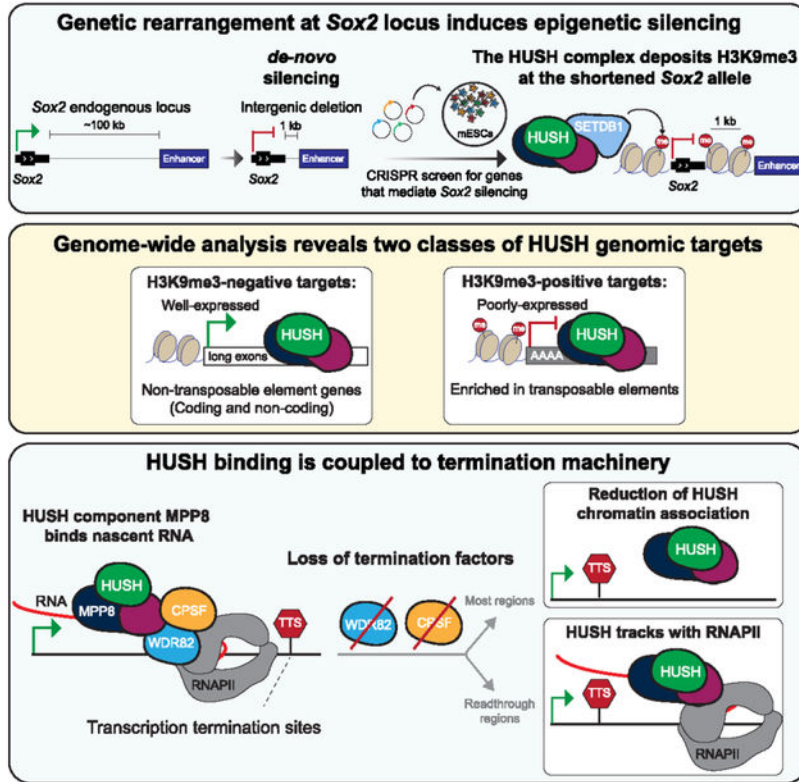 Genetic rearrangement at Sox2 locus induces epigenetic silencing
Sox2 endogenous locus
~100 kb
Enhancer
Sox2
de-novo
silencing
Intergenic deletion
1 kb
Enhancer
Sox2
mESCs
CRISPR screen for genes
that mediate Sox2 silencing
The HUSH complex deposits H3K9me3
at the shortened Sox2 allele
HUSH
SETDB1
me
me
me
1 kb
Sox2
Enhancer
Genome-wide analysis reveals two classes of HUSH genomic targets
H3K9me3-negative targets:
Well-expressed
HUSH
long exons
Non-transposable element genes
(Coding and non-coding)
H3K9me3-positive targets:
Poorly-expressed
me
me
HUSH
AAAA
Enriched in transposable elements
HUSH binding is coupled to termination machinery
HUSH component MPP8
binds nascent RNA
HUSH
RNA
MPP8
CPSF
WDR82
TTS
RNAPII
Transcription termination sites
Loss of termination factors
WDR82
CPSF
Most regions
Readthrough
regions
Reduction of HUSH
chromatin association
TTS
HUSH
HUSH tracks with RNAPII
TTS
HUSH
RNAPII